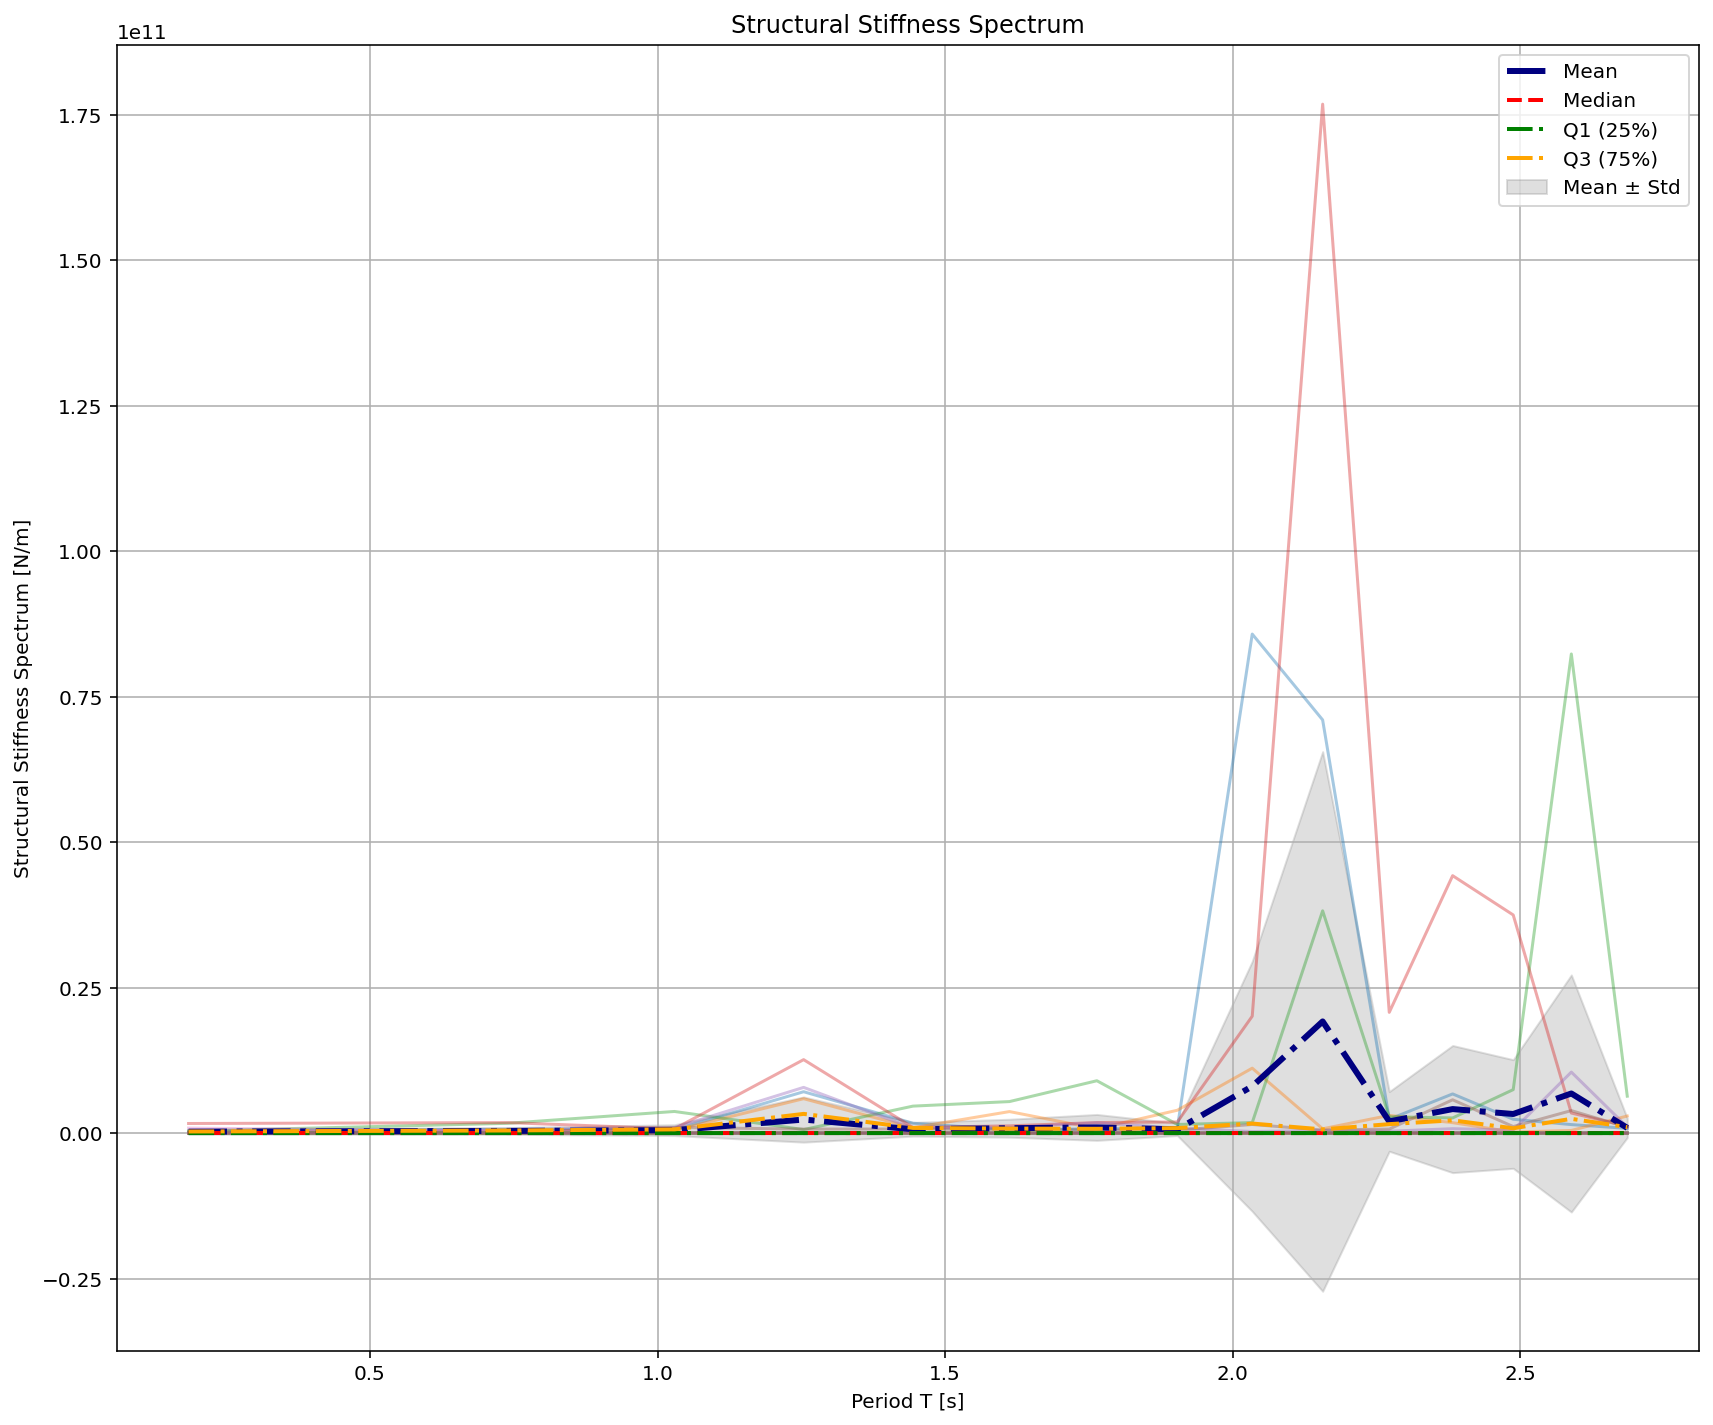 Structural Stiffness Spectrum
1e11
1.75
1.50
1.25
1.00
0.75
0.50
0.25
0.00
−0.25
Structural Stiffness Spectrum [N/m]
Mean
Median
Q1 (25%)
Q3 (75%)
Mean ± Std
0.5
1.0
1.5
2.0
2.5
Period T [s]